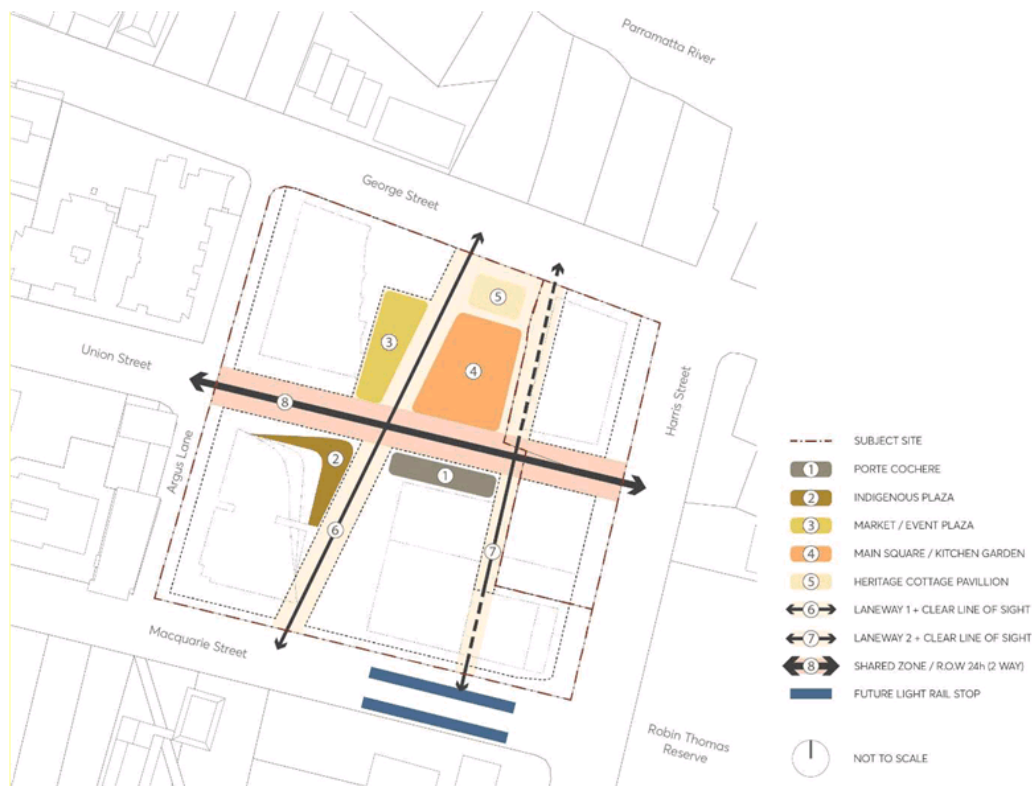 Parramatta River
George Street
Union Street
Argus Lane
Harris Street
Macquarie Street
Robin Thomas
Reserve
5
3
4
8
2
1
6
7
SUBJECT SITE
1 PORTE COCHERE
2 INDIGENOUS PLAZA
3 MARKET / EVENT PLAZA
4 MAIN SQUARE / KITCHEN GARDEN
5 HERITAGE COTTAGE PAVILLION
6 LANEWAY 1 + CLEAR LINE OF SIGHT
7 LANEWAY 2 + CLEAR LINE OF SIGHT
8 SHARED ZONE / R.O.W 24h (2 WAY)
FUTURE LIGHT RAIL STOP
NOT TO SCALE